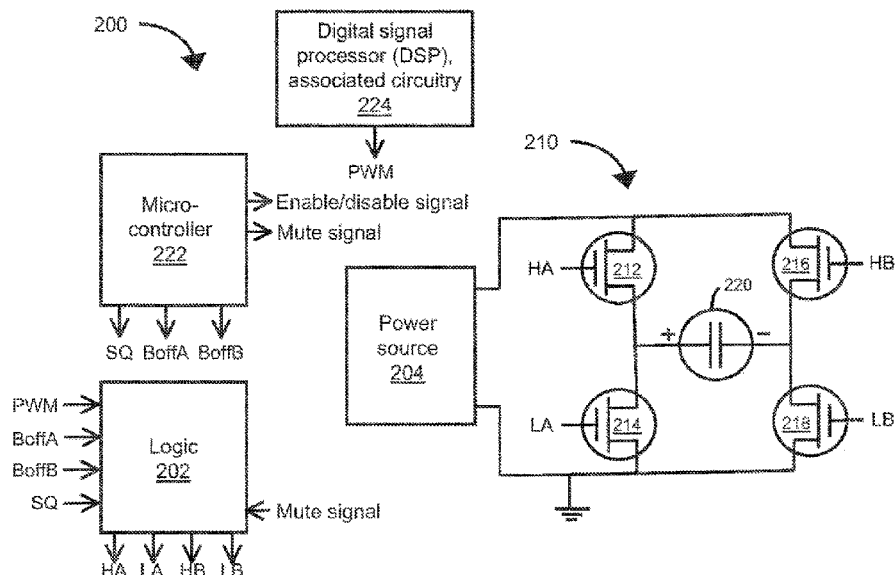 200
Digital signal
processor (DSP),
associated circuitry
224
PWM
210
Micro-
controller
222
Enable/disable signal
Mute signal
SQ BoffA BoffB
Power
source
204
HA
212
216
HB
220
+ −
LA
214
218
LB
PWM
BoffA
BoffB
SQ
Logic
202
Mute signal
HA LA HB LB